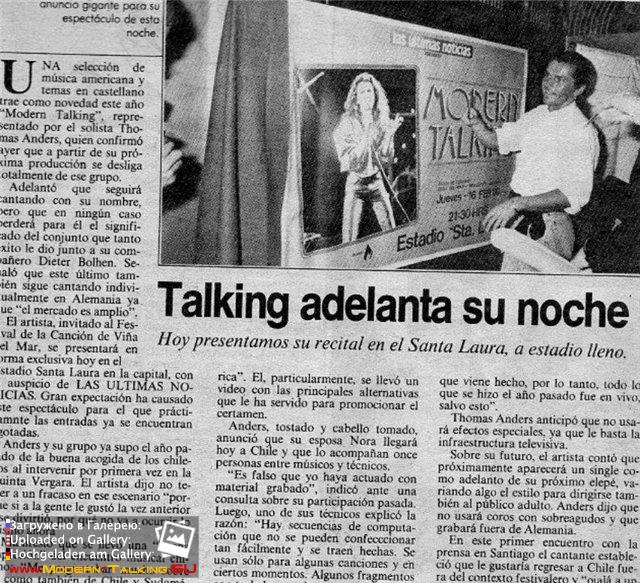 anuncio gigante para su
espectáculo de esta
noche.
UNA selección de
música americana y
temas en castellano
trae como novedad este año
“Modern Talking”, repre-
sentado por el solista Tho-
mas Anders, quien confirmó
ayer que a partir de su pró-
xima producción se desliga
totalmente de ese grupo.
Adelantó que seguirá
cantando con su nombre,
pero que en ningún caso
perderá para él el signifi-
cado del conjunto que tanto
éxito le dio junto a su com-
pañero Dieter Bolhen. Se-
ñaló que este último tam-
bién sigue cantando indivi-
dualmente en Alemania ya
que “el mercado es amplio”.
El artista, invitado al Fes-
tival de la Canción de Viña
del Mar, se presentará en
forma exclusiva hoy en el
Estadio Santa Laura en la capital, con
auspicio de LAS ULTIMAS NO-
TICIAS. Gran expectación ha causado
este espectáculo para el que prácti-
camnte las entradas ya se encuentran
agotadas.
Anders y su grupo ya supo el año pa-
sado de la buena acogida de los chile-
nos al intervenir por primera vez en la
Quinta Vergara. El artista dijo no te-
mer a un fracaso en ese escenario “por-
que si a la gente le gustó la vez anterior
se divirtió, por qué no va a
una
como también de Chile y Sudamé-
las últimas noticias
MODERN
TALKING
Jueves - 16 FEB
21:30 HRS
Estadio “Sta. L
Talking adelanta su noche
Hoy presentamos su recital en el Santa Laura, a estadio lleno.
rica”. El, particularmente, se llevó un
video con las principales alternativas
que le ha servido para promocionar el
certamen.
Anders, tostado y cabello tomado,
anunció que su esposa Nora llegará
hoy a Chile y que lo acompañan once
personas entre músicos y técnicos.
“Es falso que yo haya actuado con
material grabado”, indicó ante una
consulta sobre su participación pasada.
Luego, uno de sus técnicos explicó la
razón: “Hay secuencias de computa-
ción que no se pueden confeccionar
tan fácilmente y se traen hechas. Se
usan sólo para algunas canciones y en
ciertos momentos. Algunos fragmentos
que viene hecho, por lo tanto, todo lo
que se hizo el año pasado fue en vivo,
salvo esto”.
Thomas Anders anticipó que no usa-
rá efectos especiales, ya que le basta la
infraestructura televisiva.
Sobre su futuro, el artista contó que
próximamente aparecerá un single co-
mo adelanto de su próximo elepé, va-
riando algo el estilo para dirigirse tam-
bién al público adulto. Anders dijo que
no usará coros con sobreagudos y que
grabará fuera de Alemania.
En este primer encuentro con la
prensa en Santiago el cantante estable-
ció que le gustaría regresar a Chile fue-
ra del contexto festivalero y “nulá
Загружено в Галерею:
Uploaded on Gallery:
Hochgeladen am Gallery:
www.Modern-Talking.SU